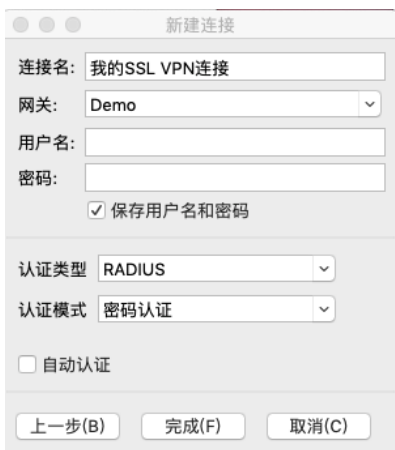 新建连接
连接名: 我的SSL VPN连接
网关: Demo
用户名:
密码:
保存用户名和密码
认证类型 RADIUS
认证模式 密码认证
自动认证
上一步(B) 完成(F) 取消(C)